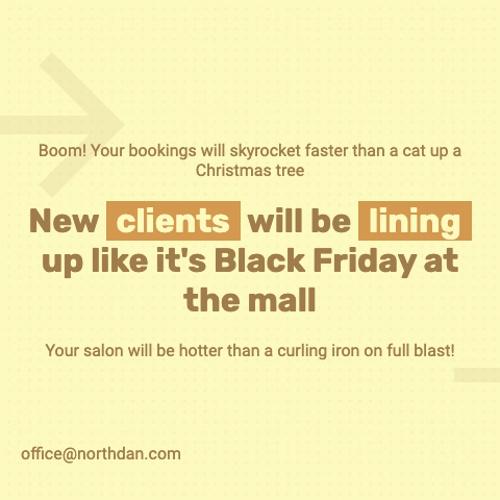 Boom! Your bookings will skyrocket faster than a cat up a
Christmas tree
New clients will be lining
up like it's Black Friday at
the mall
Your salon will be hotter than a curling iron on full blast!
office@northdan.com